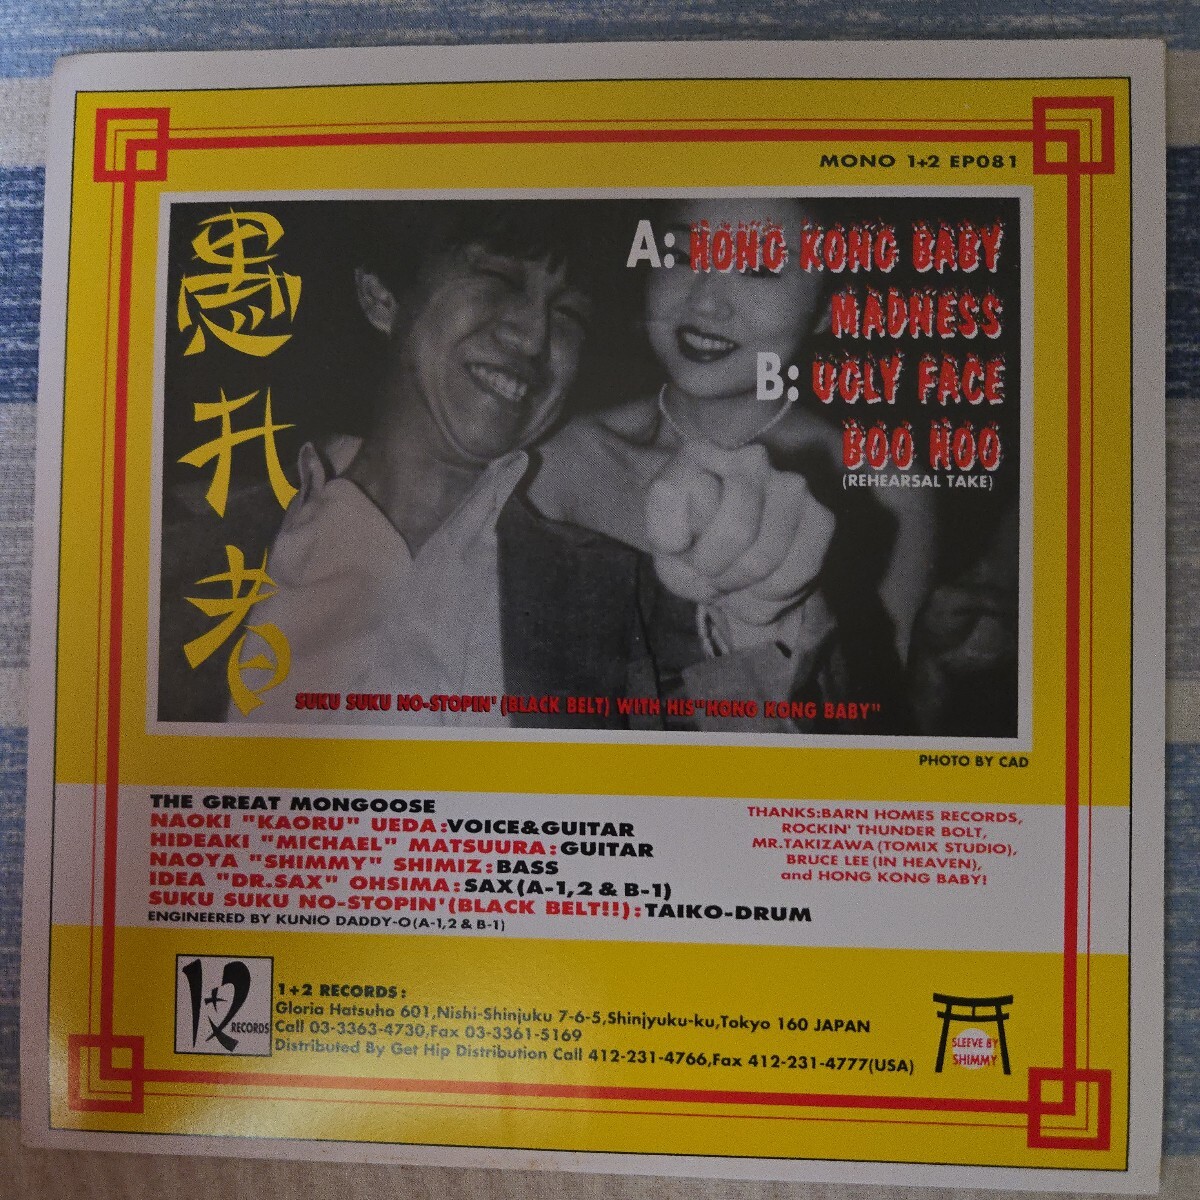 MONO 1+2 EP081
愚か者
A: HONG KONG BABY
MADNESS
B: UGLY FACE
BOO HOO
(REHEARSAL TAKE)
SUKU SUKU NO-STOPIN' (BLACK BELT) WITH HIS "HONG KONG BABY"
PHOTO BY CAD
THE GREAT MONGOOSE
NAOKI "KAORU" UEDA:VOICE&GUITAR
HIDEAKI "MICHAEL" MATSUURA:GUITAR
NAOYA "SHIMMY" SHIMIZ:BASS
IDEA "DR.SAX" OHSIMA:SAX(A-1,2 & B-1)
SUKU SUKU NO-STOPIN'(BLACK BELT!!):TAIKO-DRUM
ENGINEERED BY KUNIO DADDY-O(A-1,2 & B-1)
THANKS:BARN HOMES RECORDS,
ROCKIN' THUNDER BOLT,
MR.TAKIZAWA(TOMIX STUDIO),
BRUCE LEE(IN HEAVEN),
and HONG KONG BABY!
1+2
RECORDS
1+2 RECORDS:
Gloria Hatsuho 601,Nishi-Shinjuku 7-6-5,Shinjyuku-ku,Tokyo 160 JAPAN
Call 03-3363-4730,Fax 03-3361-5169
Distributed By Get Hip Distribution Call 412-231-4766,Fax 412-231-4777(USA)
SLEEVE BY
SHIMMY